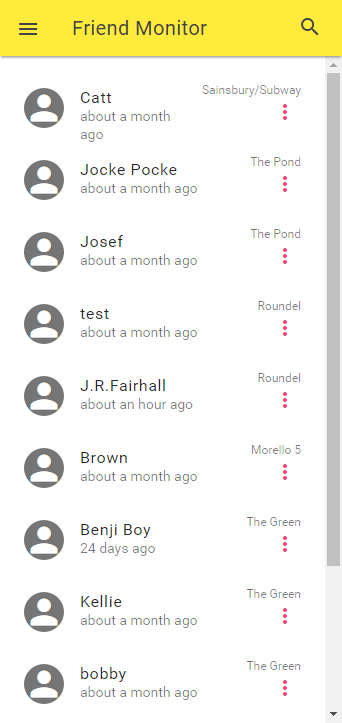 Friend Monitor
Catt
Sainsbury/Subway
about a month
ago
Jocke Pocke
The Pond
about a month ago
Josef
The Pond
about a month ago
test
Roundel
about a month ago
J.R.Fairhall
Roundel
about an hour ago
Brown
Morello 5
about a month ago
Benji Boy
The Green
24 days ago
Kellie
The Green
about a month ago
bobby
The Green
about a month ago